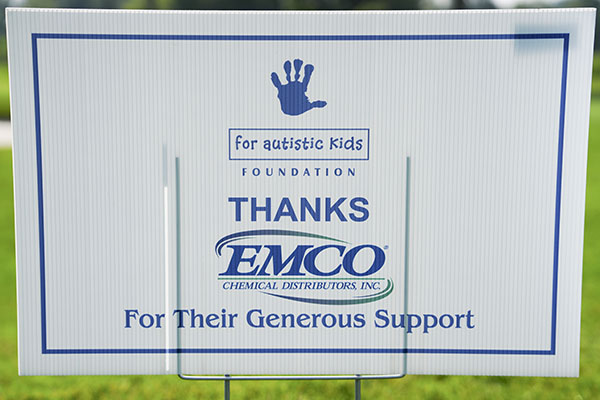 for autistic kids
FOUNDATION
THANKS
EMCO®
CHEMICAL DISTRIBUTORS, INC.
For Their Generous Support